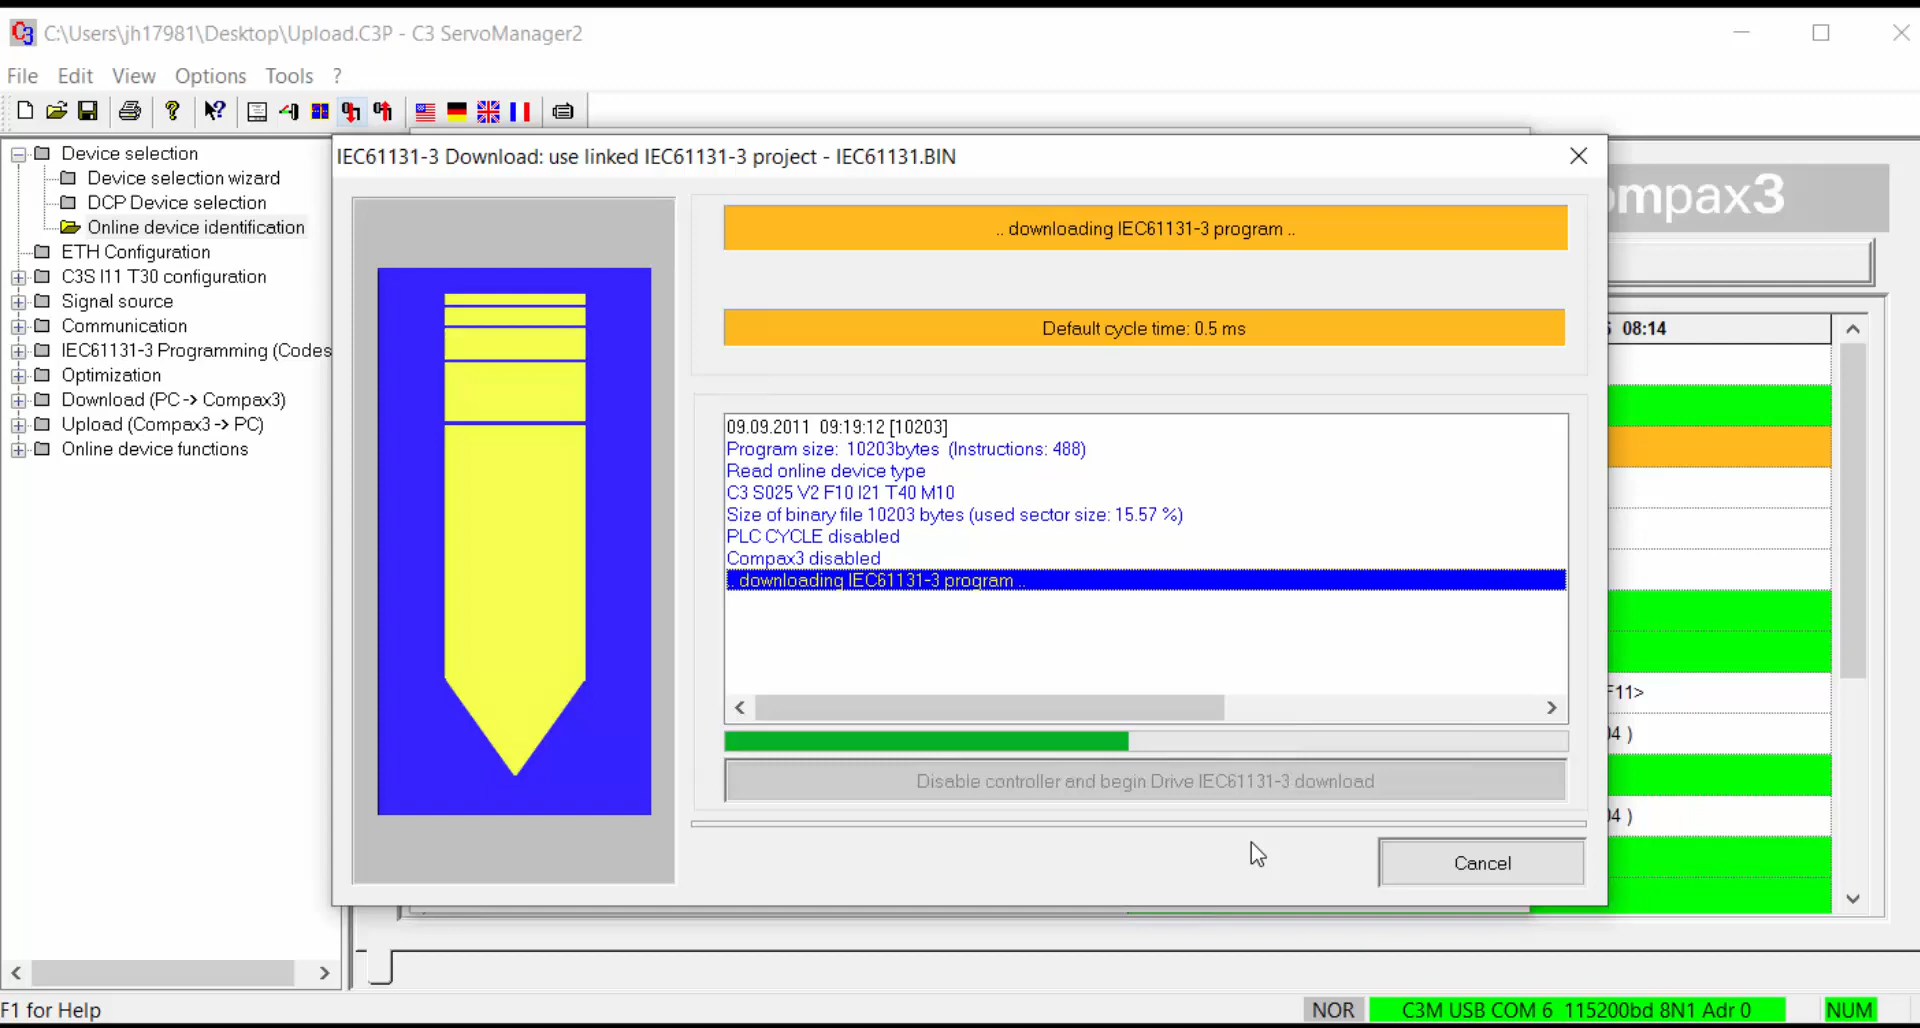 C:\Users\jh17981\Desktop\Upload.C3P - C3 ServoManager2
File Edit View Options Tools ?
Device selection
Device selection wizard
DCP Device selection
Online device identification
ETH Configuration
C3S I11 T30 configuration
Signal source
Communication
IEC61131-3 Programming (Codes
Optimization
Download (PC -> Compax3)
Upload (Compax3 -> PC)
Online device functions
IEC61131-3 Download: use linked IEC61131-3 project - IEC61131.BIN
.. downloading IEC61131-3 program ..
Default cycle time: 0.5 ms
09.09.2011 09:19:12 [10203]
Program size: 10203bytes (Instructions: 488)
Read online device type
C3 S025 V2 F10 I21 T40 M10
Size of binary file 10203 bytes (used sector size: 15.57 %)
PLC CYCLE disabled
Compax3 disabled
.. downloading IEC61131-3 program ..
Disable controller and begin Drive IEC61131-3 download
Cancel
ompax3
08:14
F11>
04 )
04 )
F1 for Help
NOR
C3M USB COM 6 115200bd 8N1 Adr 0
NUM